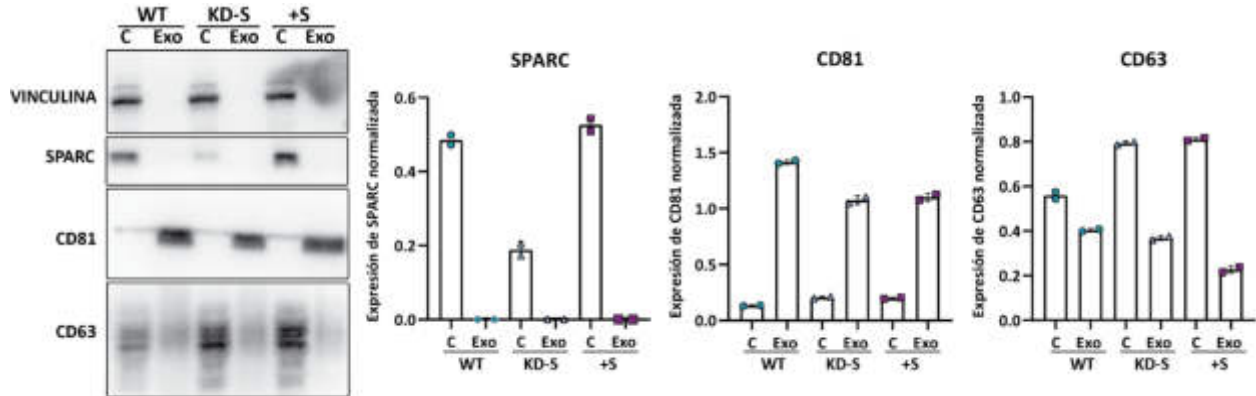 WT KD-S +S
C Exo C Exo C Exo
VINCULINA
SPARC
CD81
CD63
SPARC
Expresión de SPARC normalizada
0.6
0.4
0.2
0.0
C Exo C Exo C Exo
WT KD-S +S
CD81
Expresión de CD81 normalizada
2.0
1.5
1.0
0.5
0.0
C Exo C Exo C Exo
WT KD-S +S
CD63
Expresión de CD63 normalizada
1.0
0.8
0.6
0.4
0.2
0.0
C Exo C Exo C Exo
WT KD-S +S